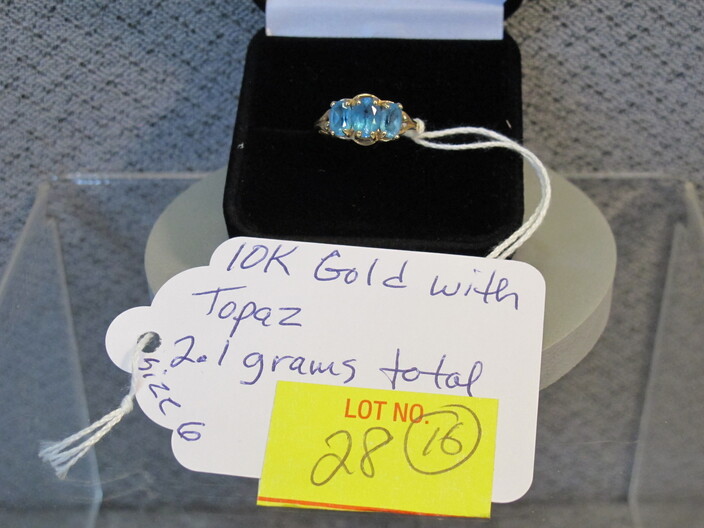 10K Gold with
Topaz
2.1 grams total
size 6
LOT NO.
28 16